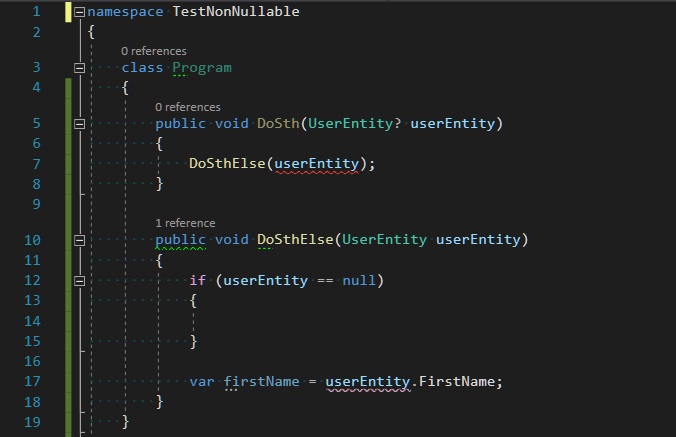 1 namespace TestNonNullable
2 {
0 references
3 class Program
4 {
0 references
5 public void DoSth(UserEntity? userEntity)
6 {
7 DoSthElse(userEntity);
8 }
9
1 reference
10 public void DoSthElse(UserEntity userEntity)
11 {
12 if (userEntity == null)
13 {
14
15 }
16
17 var firstName = userEntity.FirstName;
18 }
19 }